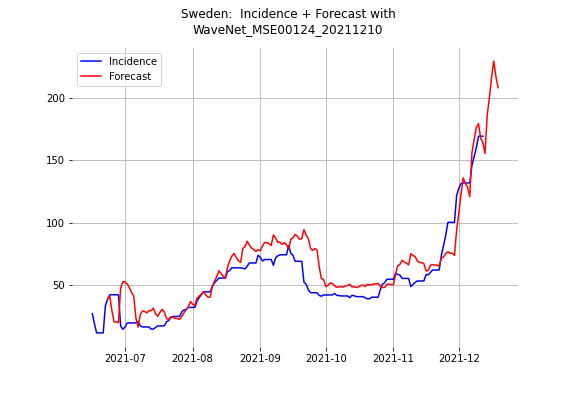 Sweden:  Incidence + Forecast with
WaveNet_MSE00124_20211210
Incidence
Forecast
200
150
100
50
2021-07 2021-08 2021-09 2021-10 2021-11 2021-12